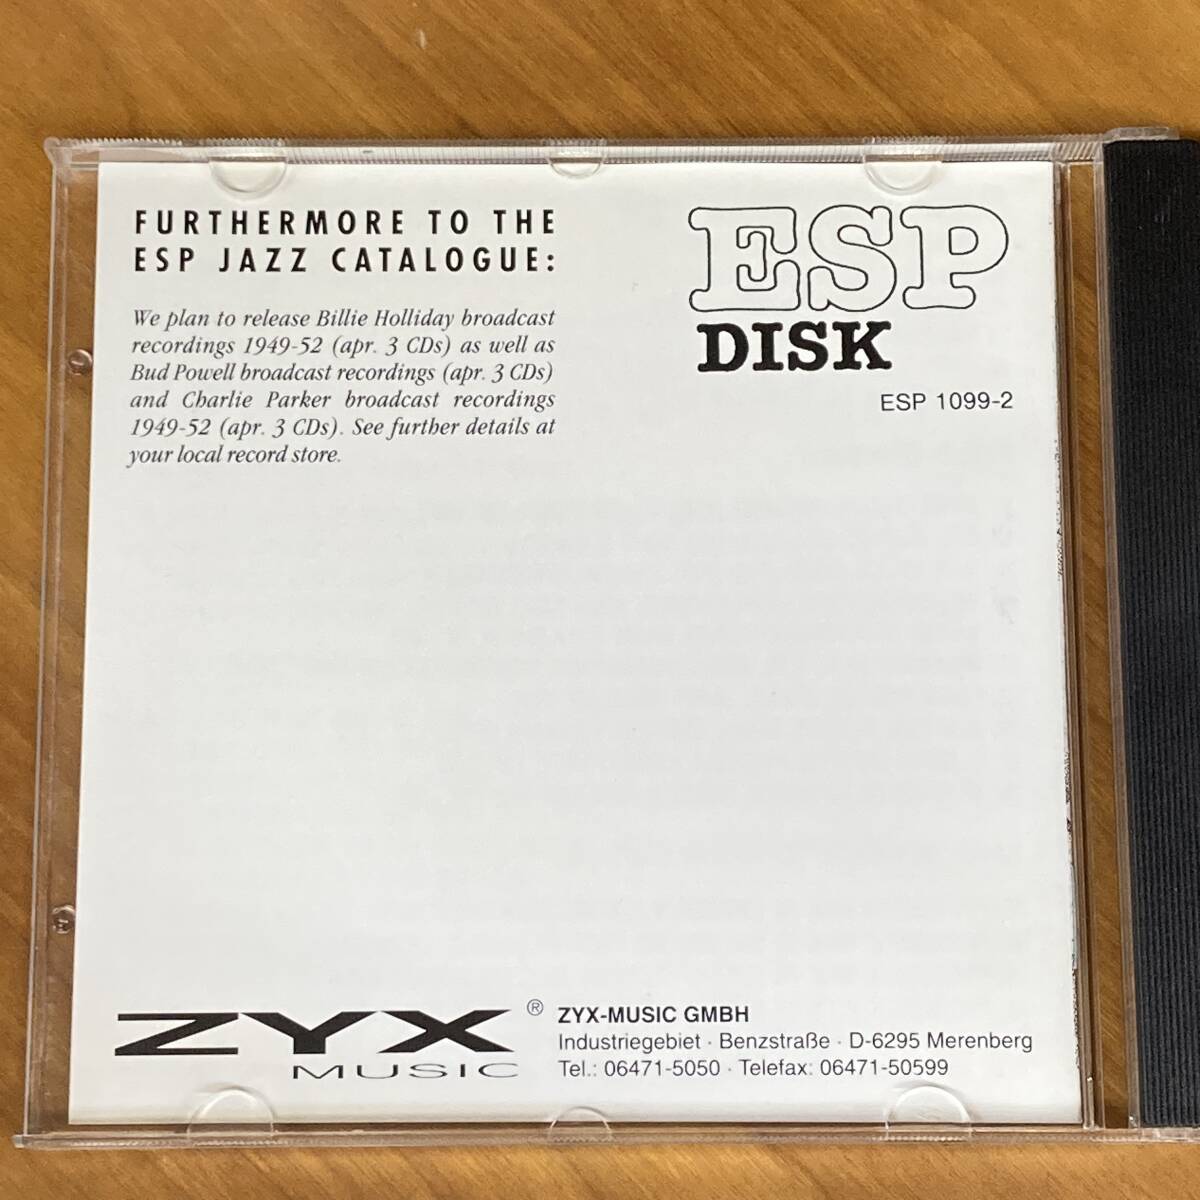 FURTHERMORE TO THE
ESP JAZZ CATALOGUE:
We plan to release Billie Holliday broadcast
recordings 1949-52 (apr. 3 CDs) as well as
Bud Powell broadcast recordings (apr. 3 CDs)
and Charlie Parker broadcast recordings
1949-52 (apr. 3 CDs). See further details at
your local record store.
ESP
DISK
ESP 1099-2
ZYX ®
MUSIC
ZYX-MUSIC GMBH
Industriegebiet · Benzstraße · D-6295 Merenberg
Tel.: 06471-5050 · Telefax: 06471-50599